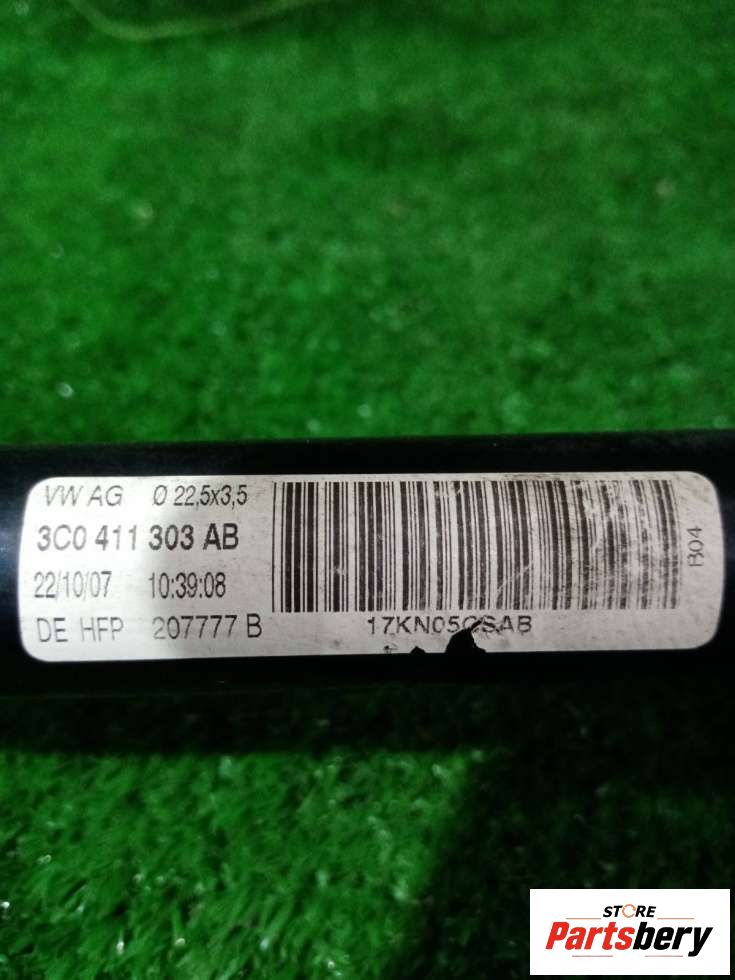 VW AG Ø 22,5x3,5
3C0 411 303 AB
22/10/07 10:39:08
DE HFP 207777 B
B04
STORE
Partsbery